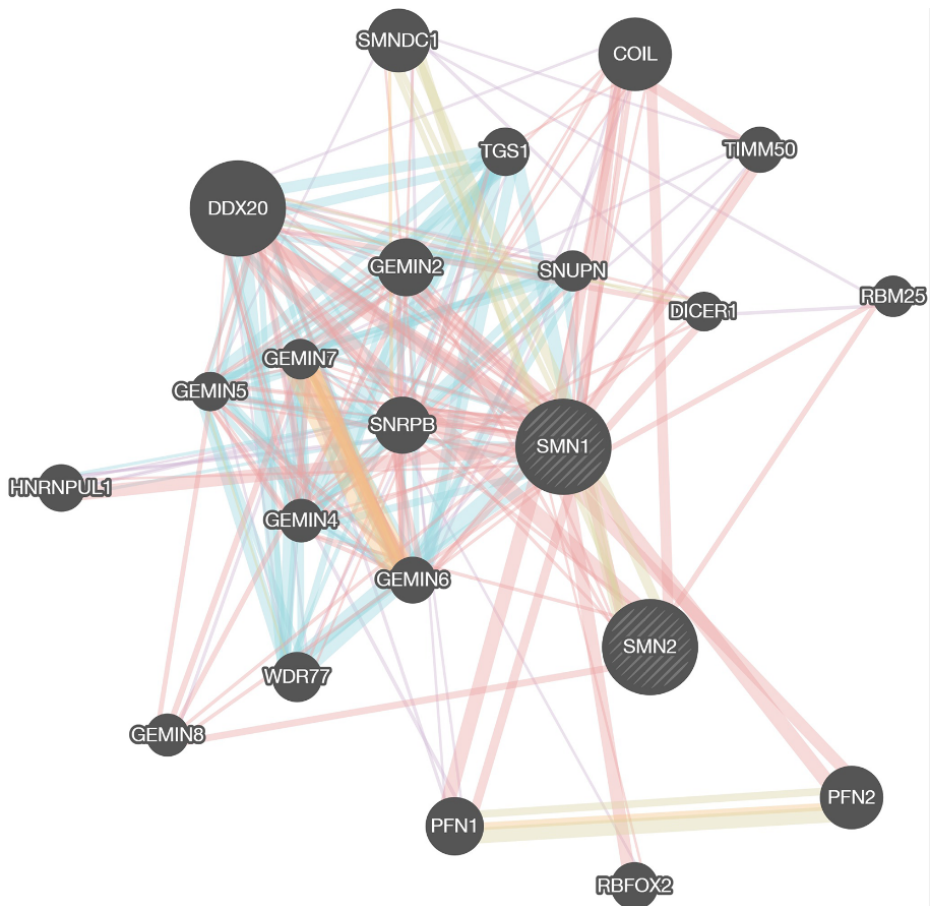 SMNDC1
COIL
TGS1
TIMM50
DDX20
GEMIN2
SNUPN
DICER1
RBM25
GEMIN7
GEMIN5
SNRPB
SMN1
HNRNPUL1
GEMIN4
GEMIN6
SMN2
WDR77
GEMIN8
PFN1
PFN2
RBFOX2